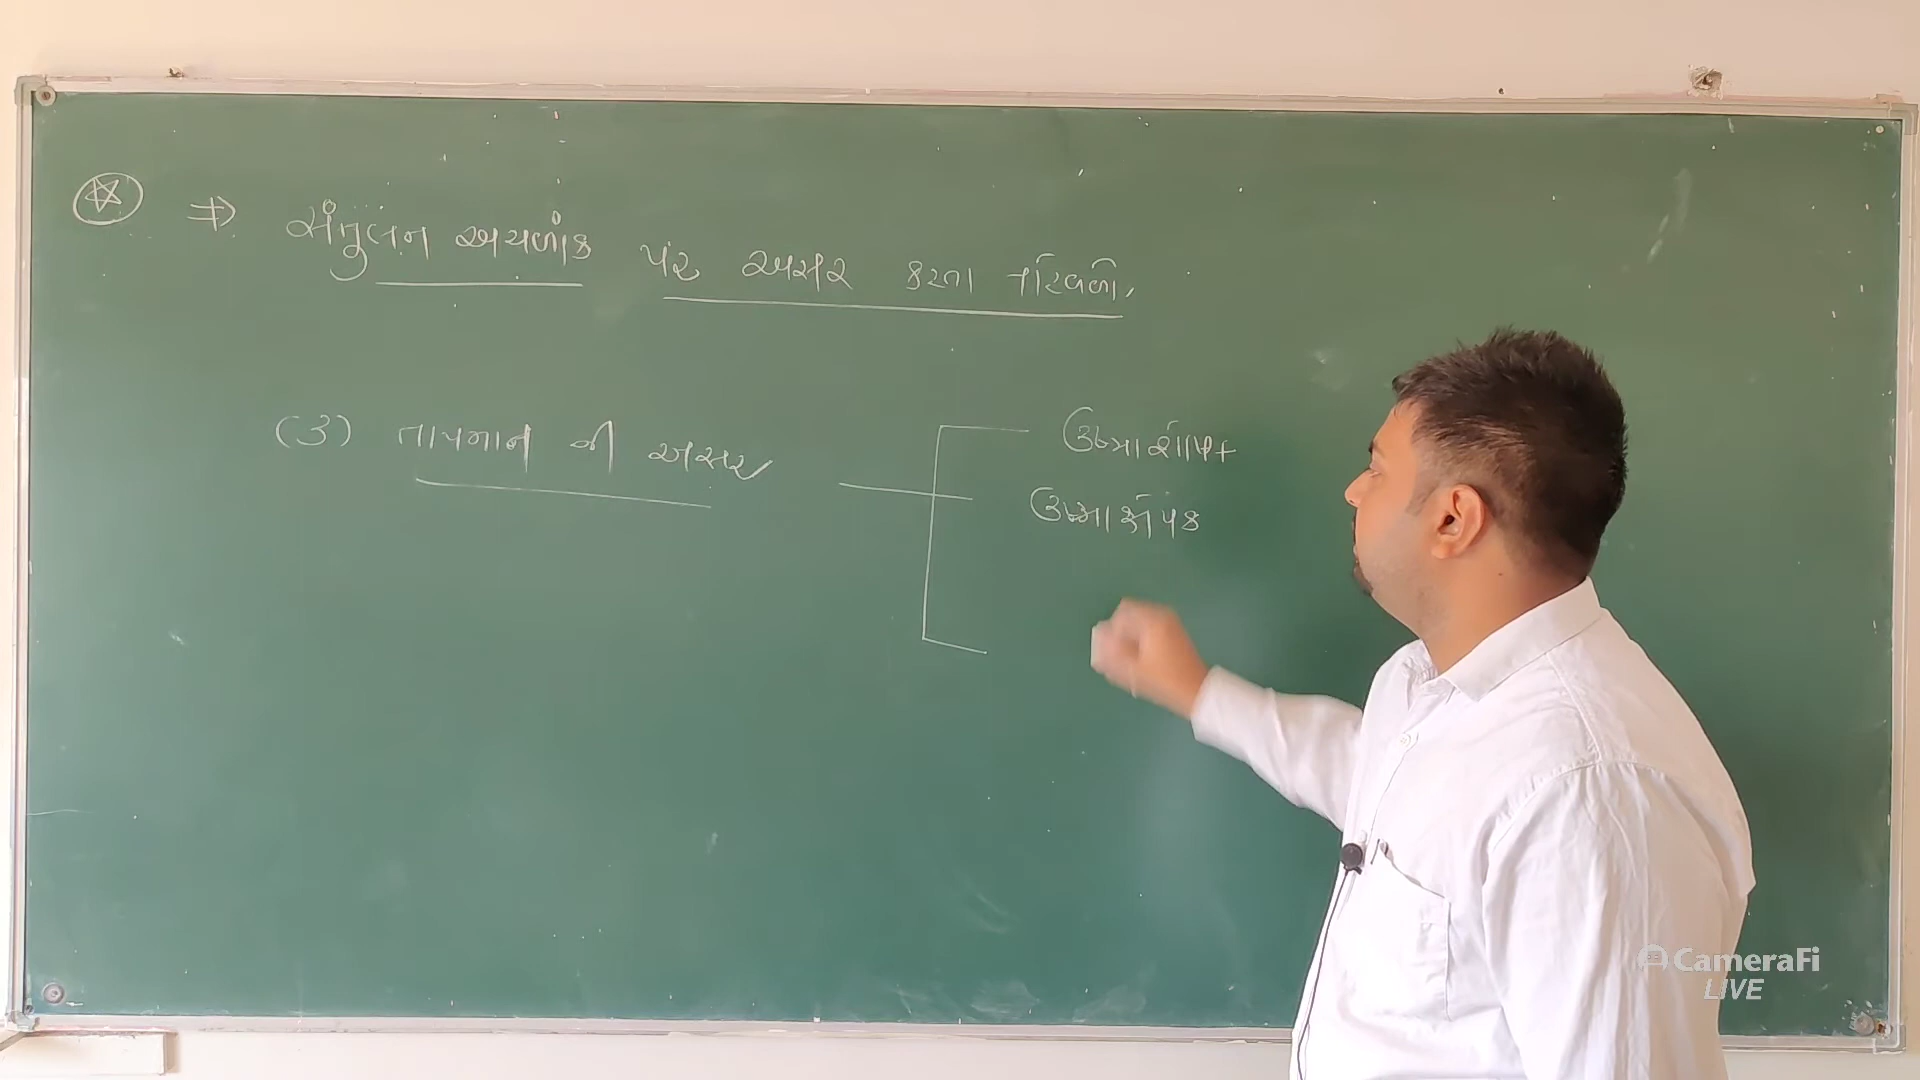 ⇒ સંતુલન અચળાંક પર અસર કરતા પરિબળો,
(૩) તાપમાન ની અસર
ઉષ્માશોષક
ઉષ્માક્ષેપક
CameraFi
LIVE